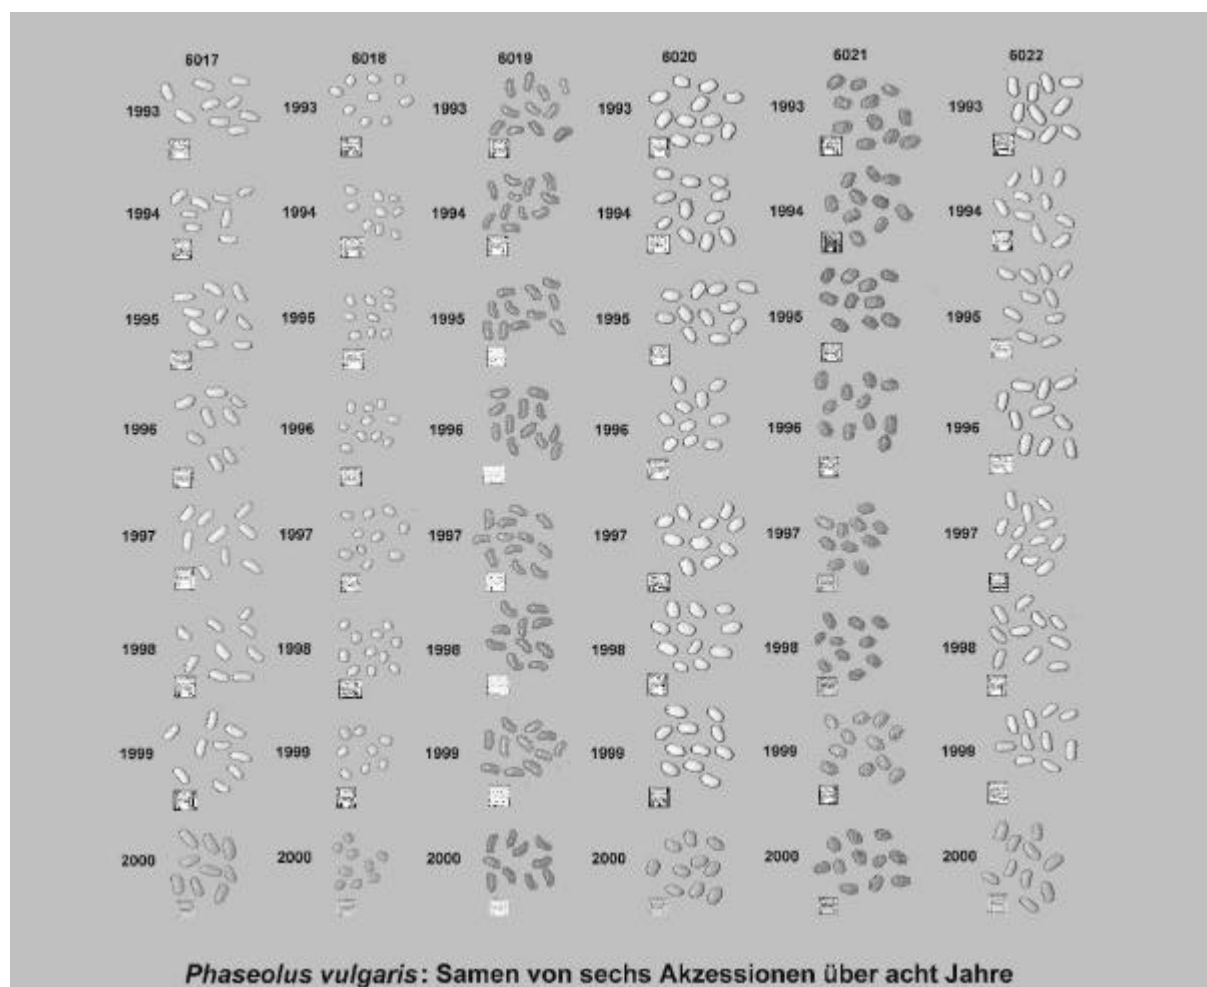 6017 6018 6019 6020 6021 6022
1993 1993 1993 1993 1993 1993
1994 1994 1994 1994 1994 1994
1995 1995 1995 1995 1995 1995
1996 1996 1996 1996 1996 1996
1997 1997 1997 1997 1997 1997
1998 1998 1998 1998 1998 1998
1999 1999 1999 1999 1999 1999
2000 2000 2000 2000 2000 2000
Phaseolus vulgaris: Samen von sechs Akzessionen über acht Jahre